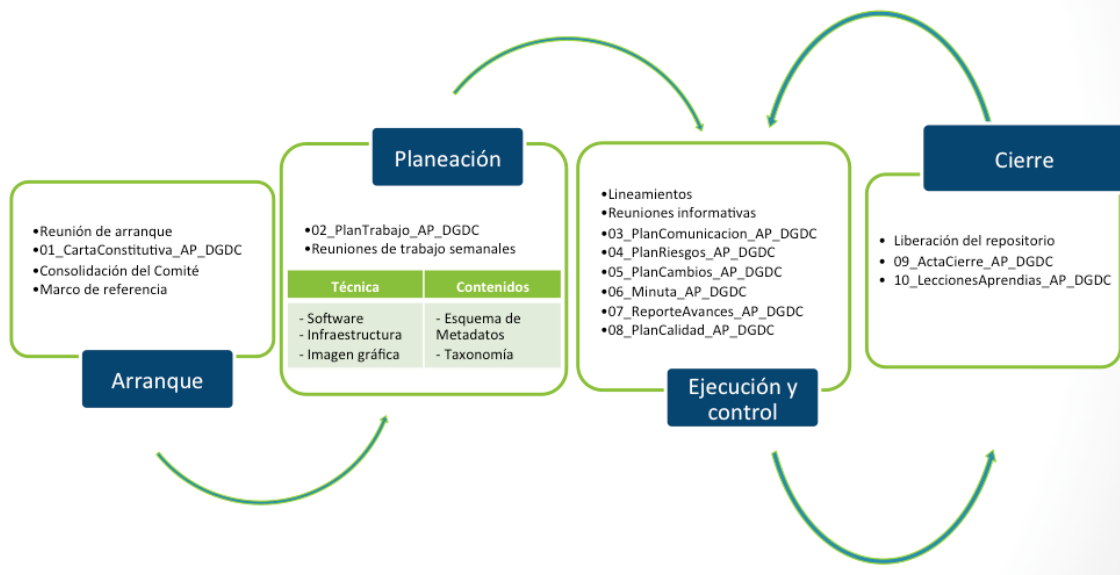 Arranque
•Reunión de arranque
•01_CartaConstitutiva_AP_DGDC
•Consolidación del Comité
•Marco de referencia
Planeación
•02_PlanTrabajo_AP_DGDC
•Reuniones de trabajo semanales
Técnica
- Software
- Infraestructura
- Imagen gráfica
Contenidos
- Esquema de
Metadatos
- Taxonomía
Ejecución y
control
•Lineamientos
•Reuniones informativas
•03_PlanComunicacion_AP_DGDC
•04_PlanRiesgos_AP_DGDC
•05_PlanCambios_AP_DGDC
•06_Minuta_AP_DGDC
•07_ReporteAvances_AP_DGDC
•08_PlanCalidad_AP_DGDC
Cierre
• Liberación del repositorio
• 09_ActaCierre_AP_DGDC
• 10_LeccionesAprendias_AP_DGDC